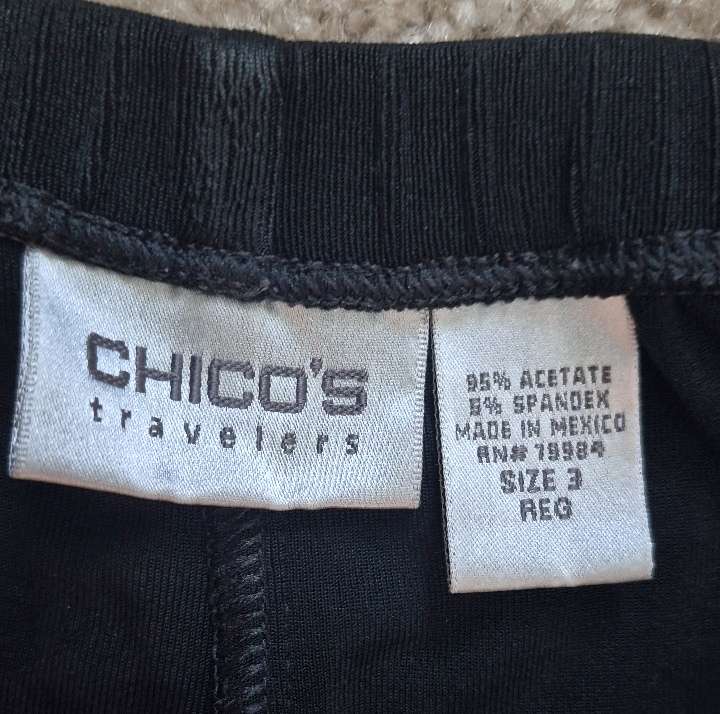 CHICO'S
travelers
95% ACETATE
5% SPANDEX
MADE IN MEXICO
RN# 79984
SIZE 3
REG